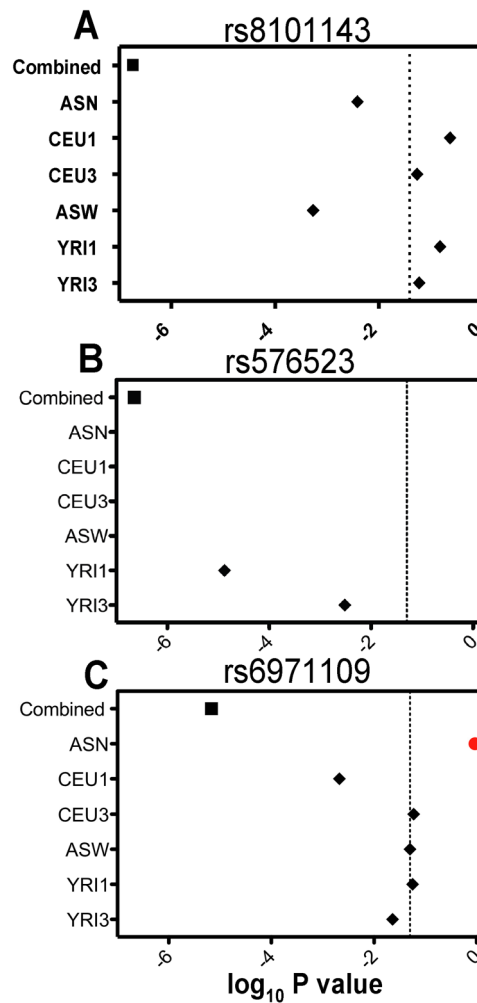 A
rs8101143
Combined
ASN
CEU1
CEU3
ASW
YRI1
YRI3
-6 -4 -2 0
B
rs576523
Combined
ASN
CEU1
CEU3
ASW
YRI1
YRI3
-6 -4 -2 0
C
rs6971109
Combined
ASN
CEU1
CEU3
ASW
YRI1
YRI3
-6 -4 -2 0
log10 P value